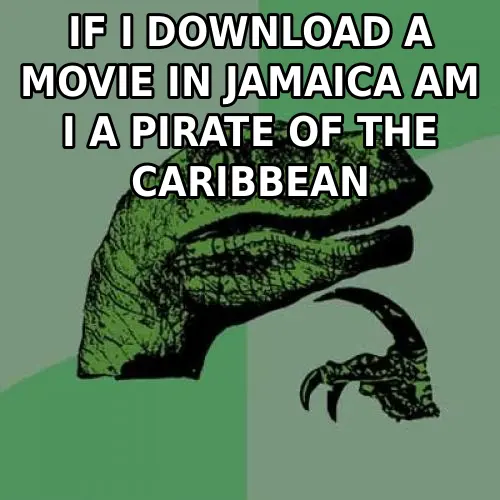 IF I DOWNLOAD A
MOVIE IN JAMAICA AM
I A PIRATE OF THE
CARIBBEAN